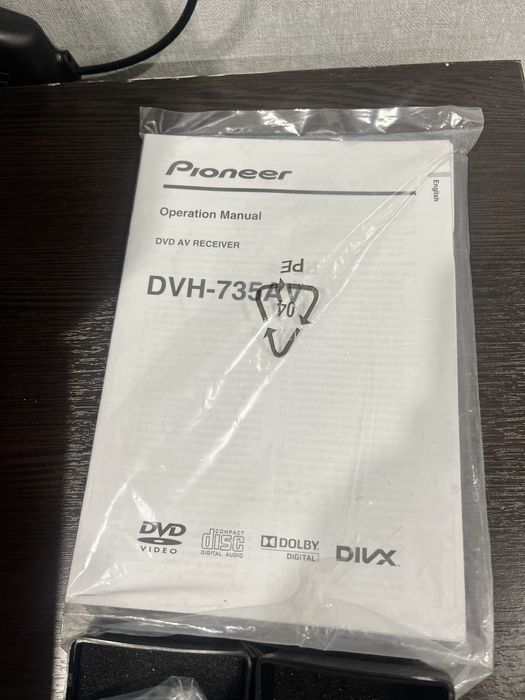 Pioneer
English
Operation Manual
DVD AV RECEIVER
DVH-735AV
PE
04
DVD
VIDEO
COMPACT
disc
DIGITAL AUDIO
DOLBY
DIGITAL
DIVX